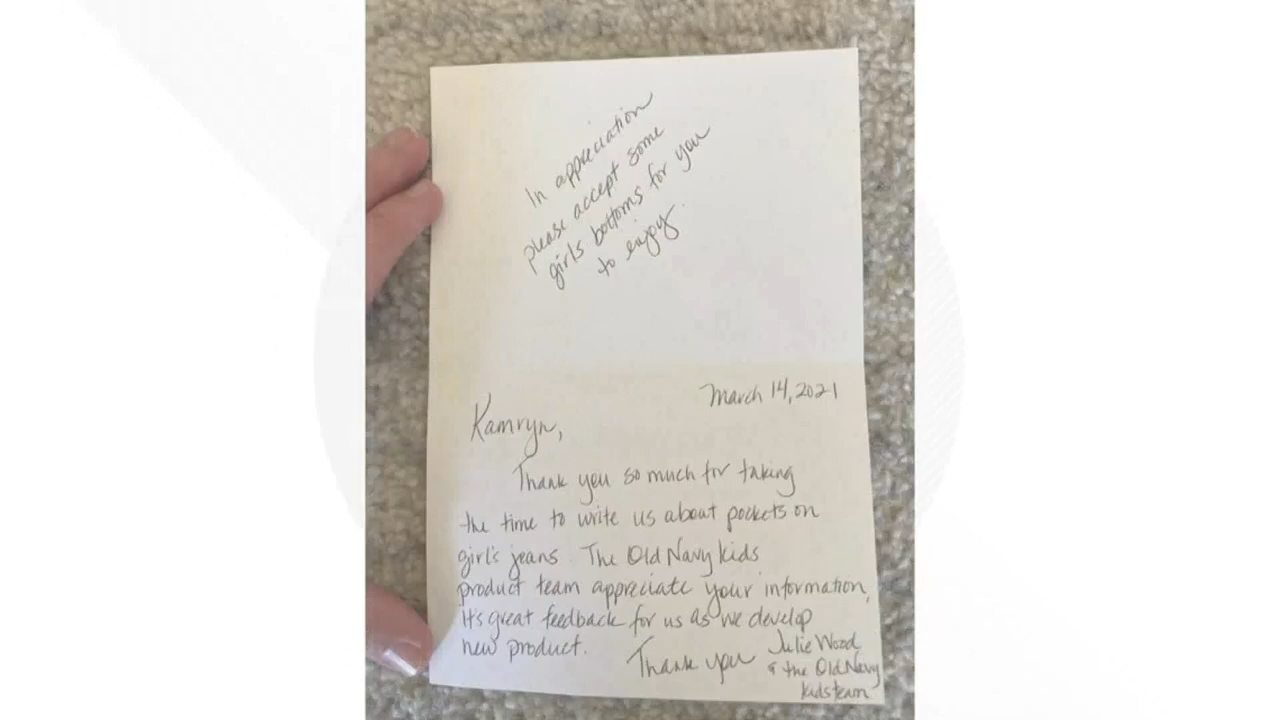 In appreciation
please accept some
girls bottoms for you
to enjoy.
March 14, 2021
Kamryn,
Thank you so much for taking
the time to write us about pockets on
girl's jeans. The Old Navy kids
product team appreciate your information,
It's great feedback for us as we develop
new product.
Thank you Julie Wood
& the Old Navy
kids team